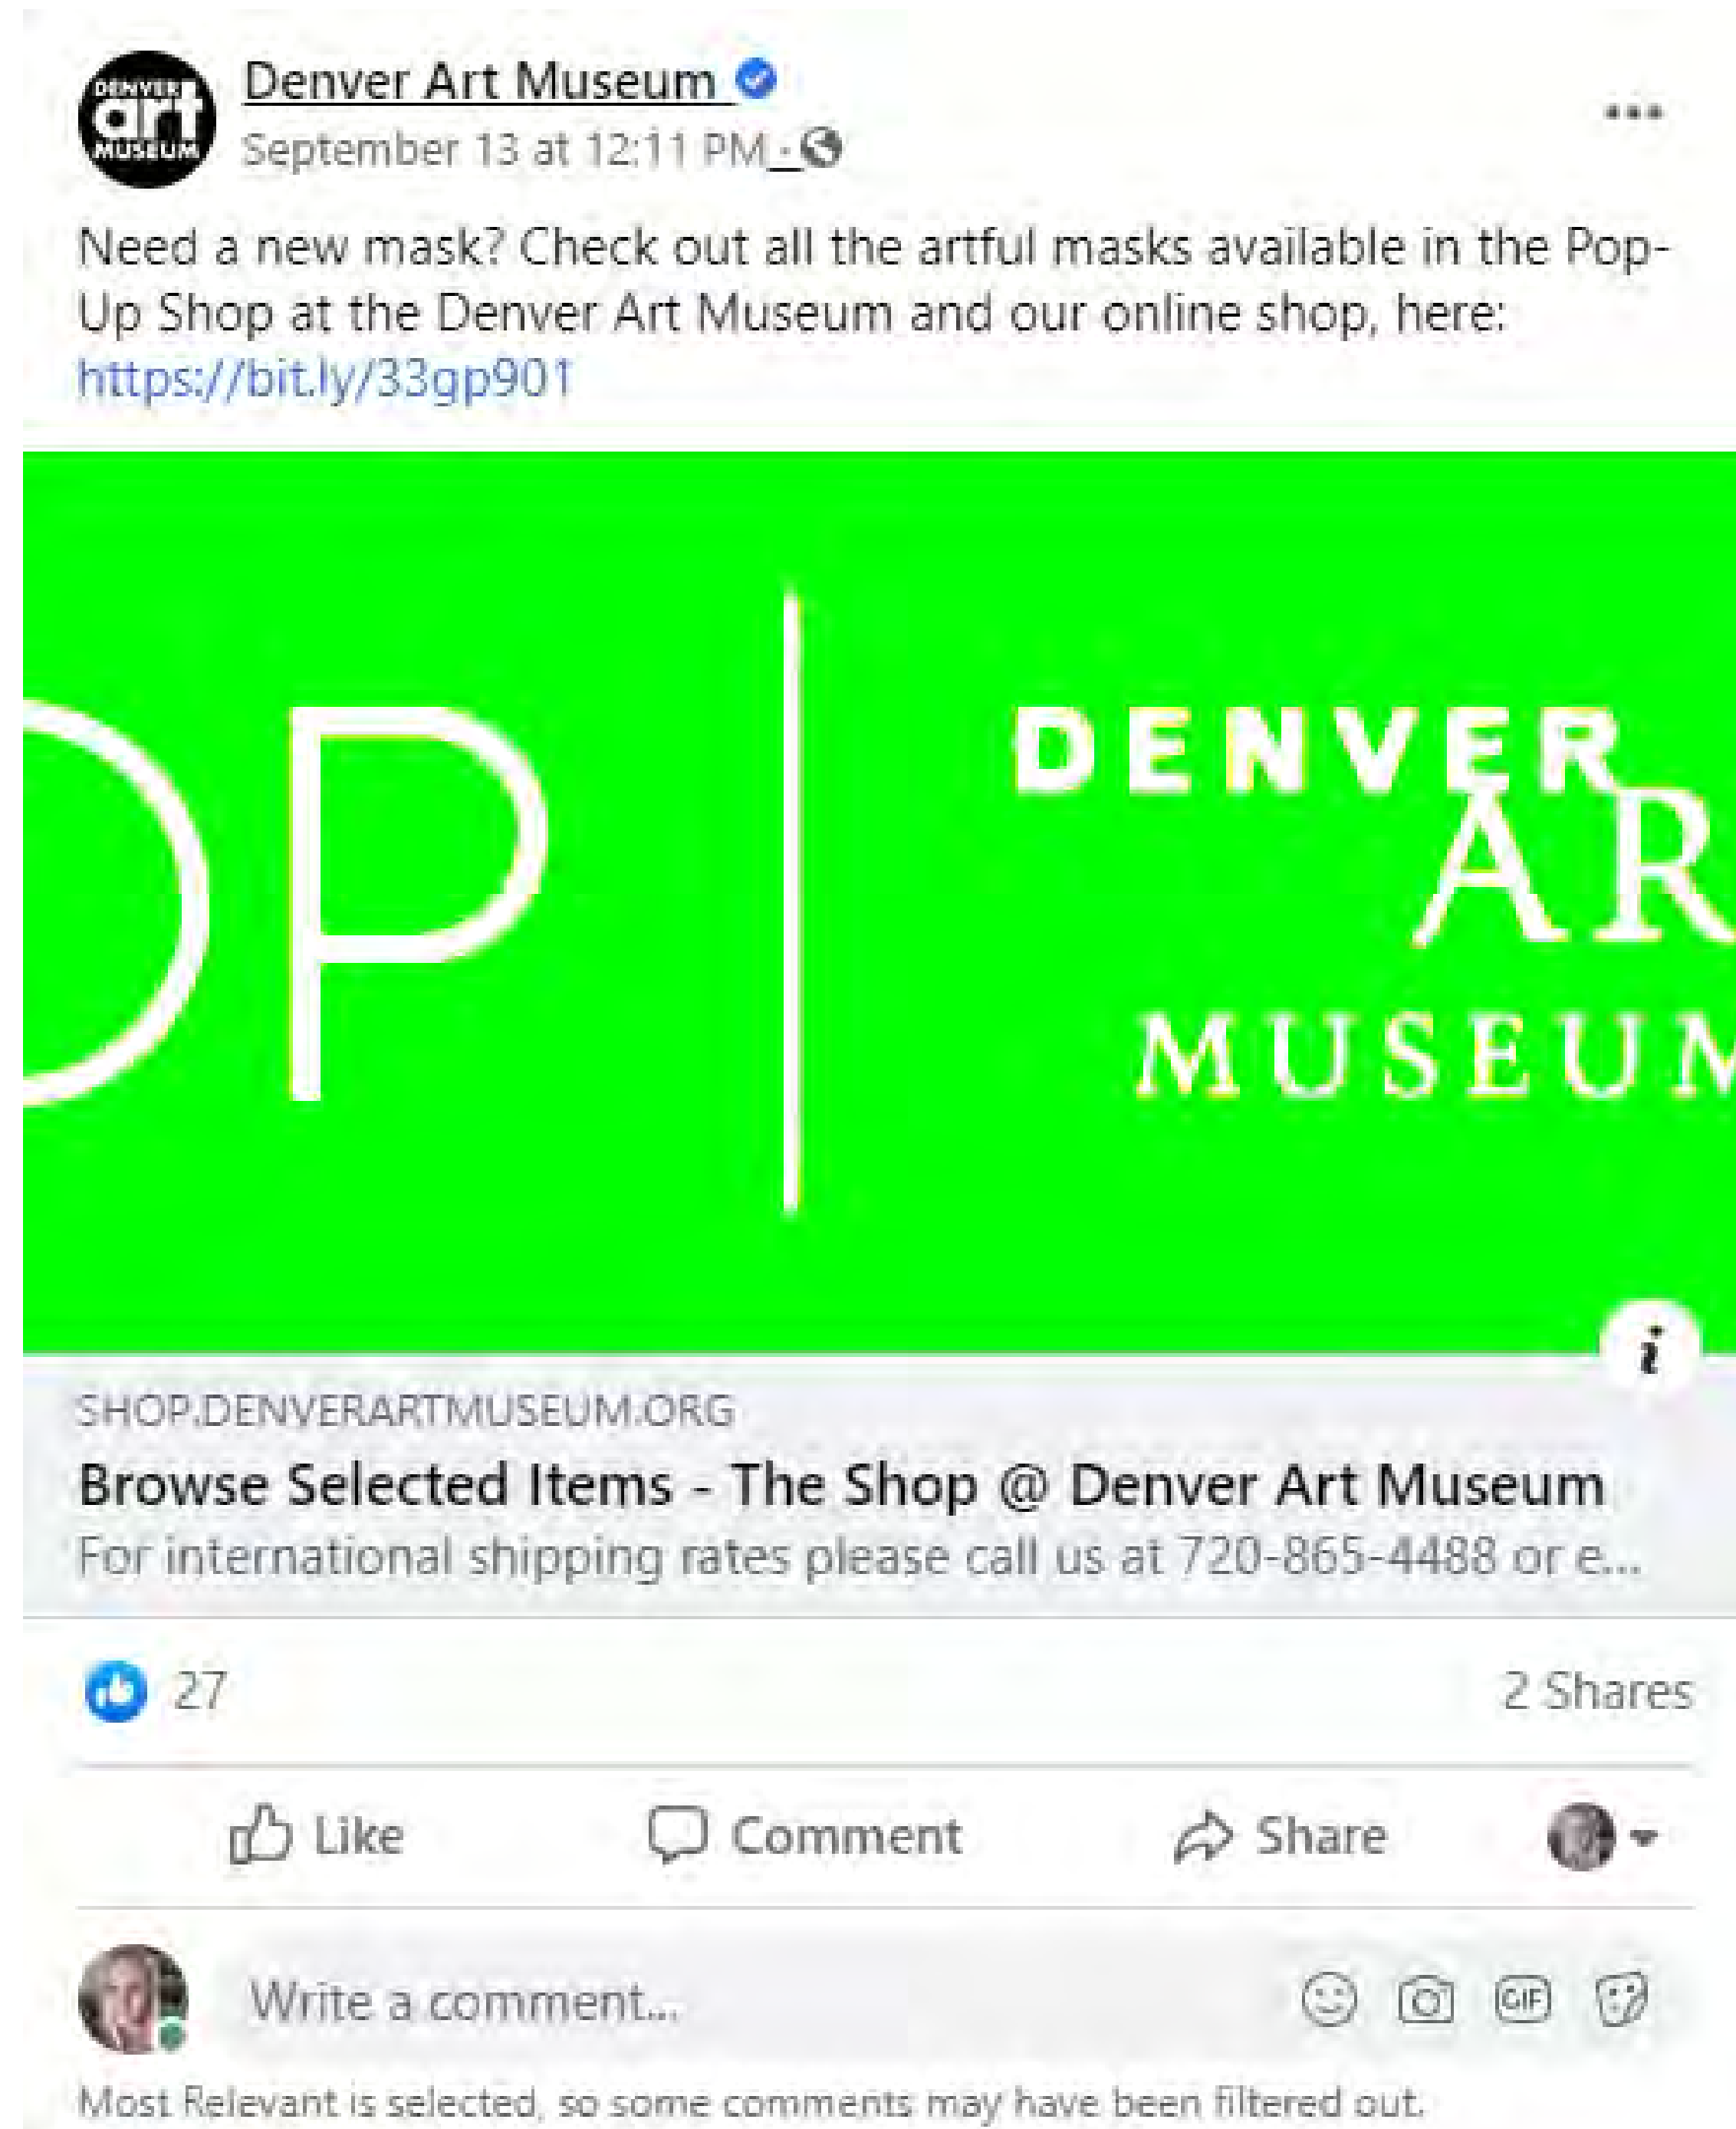 DENVER
art
MUSEUM
Denver Art Museum
September 13 at 12:11 PM ·
Need a new mask? Check out all the artful masks available in the Pop-
Up Shop at the Denver Art Museum and our online shop, here:
https://bit.ly/33gp901
OP
DENVER
AR
MUSEUM
i
SHOP.DENVERARTMUSEUM.ORG
Browse Selected Items - The Shop @ Denver Art Museum
For international shipping rates please call us at 720-865-4488 or e...
27
2 Shares
Like
Comment
Share
Write a comment...
GIF
Most Relevant is selected, so some comments may have been filtered out.